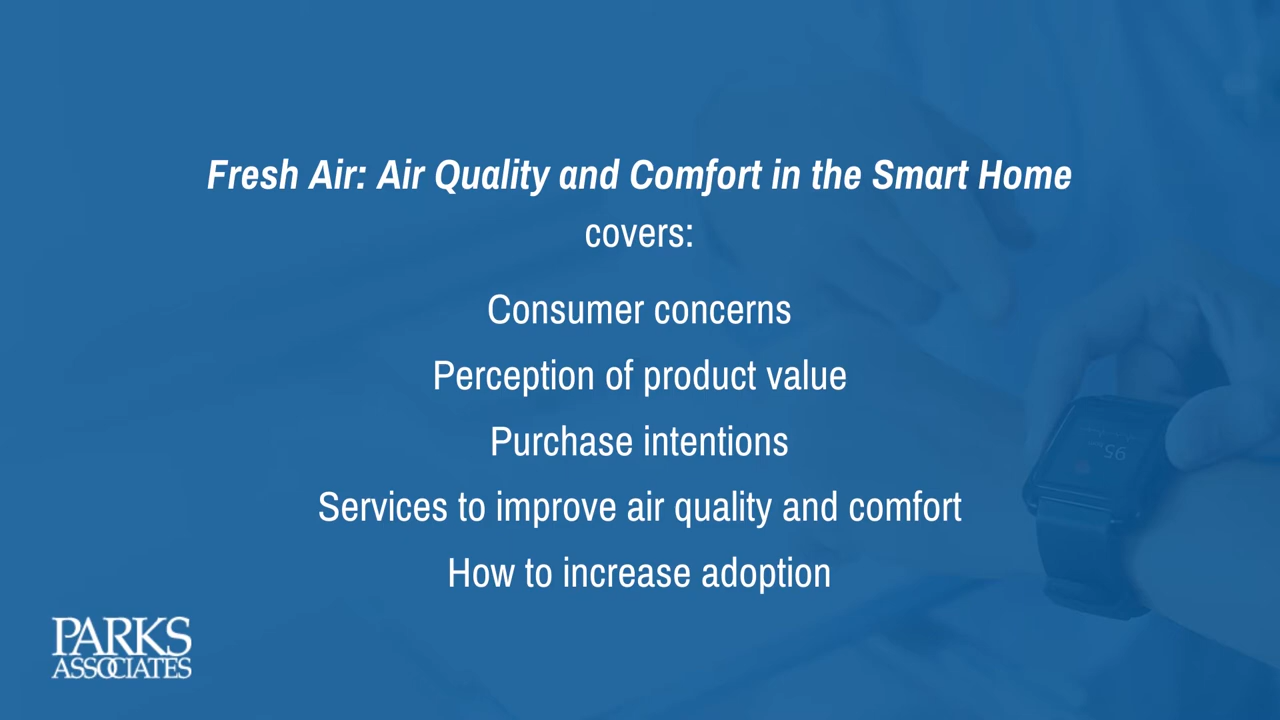 Fresh Air: Air Quality and Comfort in the Smart Home
covers:
Consumer concerns
Perception of product value
Purchase intentions
Services to improve air quality and comfort
How to increase adoption
95
PARKS
ASSOCIATES